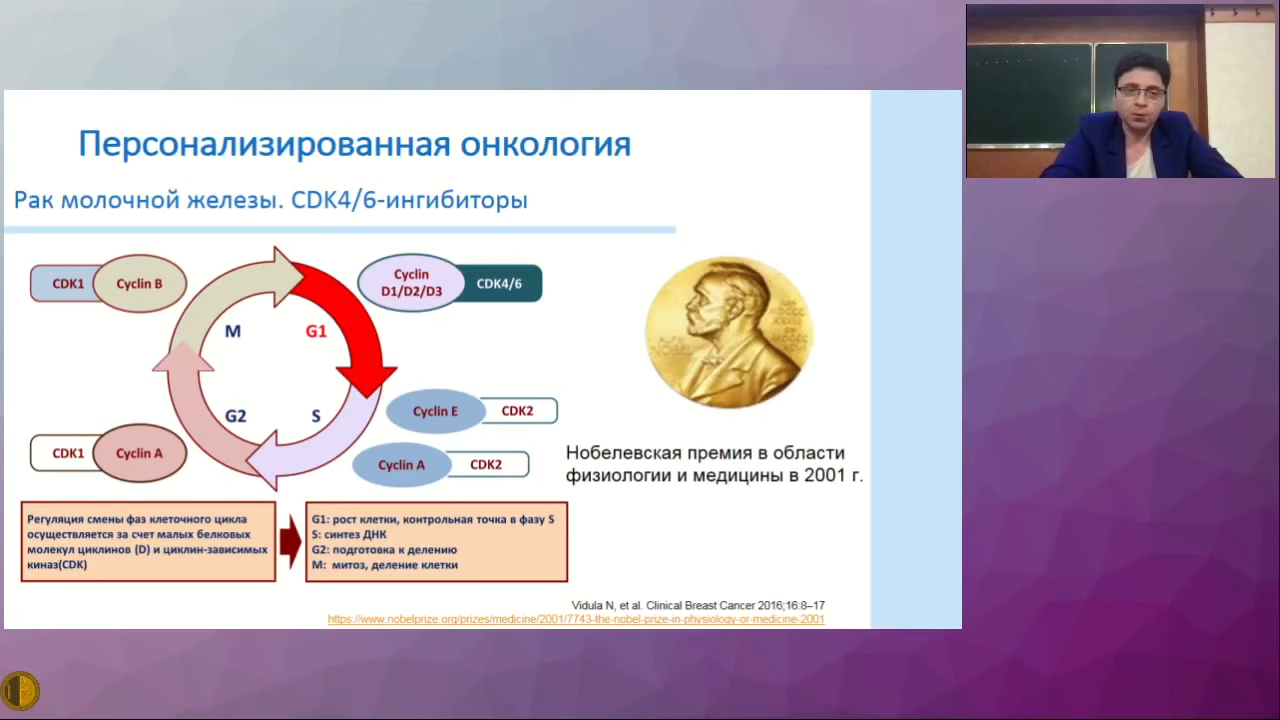 Персонализированная онкология
Рак молочной железы. CDK4/6-ингибиторы
CDK1
Cyclin B
Cyclin
D1/D2/D3
CDK4/6
M
G1
G2
S
Cyclin E
CDK2
CDK1
Cyclin A
Cyclin A
CDK2
Нобелевская премия в области
физиологии и медицины в 2001 г.
Регуляция смены фаз клеточного цикла
осуществляется за счет малых белковых
молекул циклинов (D) и циклин-зависимых
киназ(CDK)
G1: рост клетки, контрольная точка в фазу S
S: синтез ДНК
G2: подготовка к делению
M: митоз, деление клетки
Vidula N, et al. Clinical Breast Cancer 2016;16:8–17
https://www.nobelprize.org/prizes/medicine/2001/7743-the-nobel-prize-in-physiology-or-medicine-2001